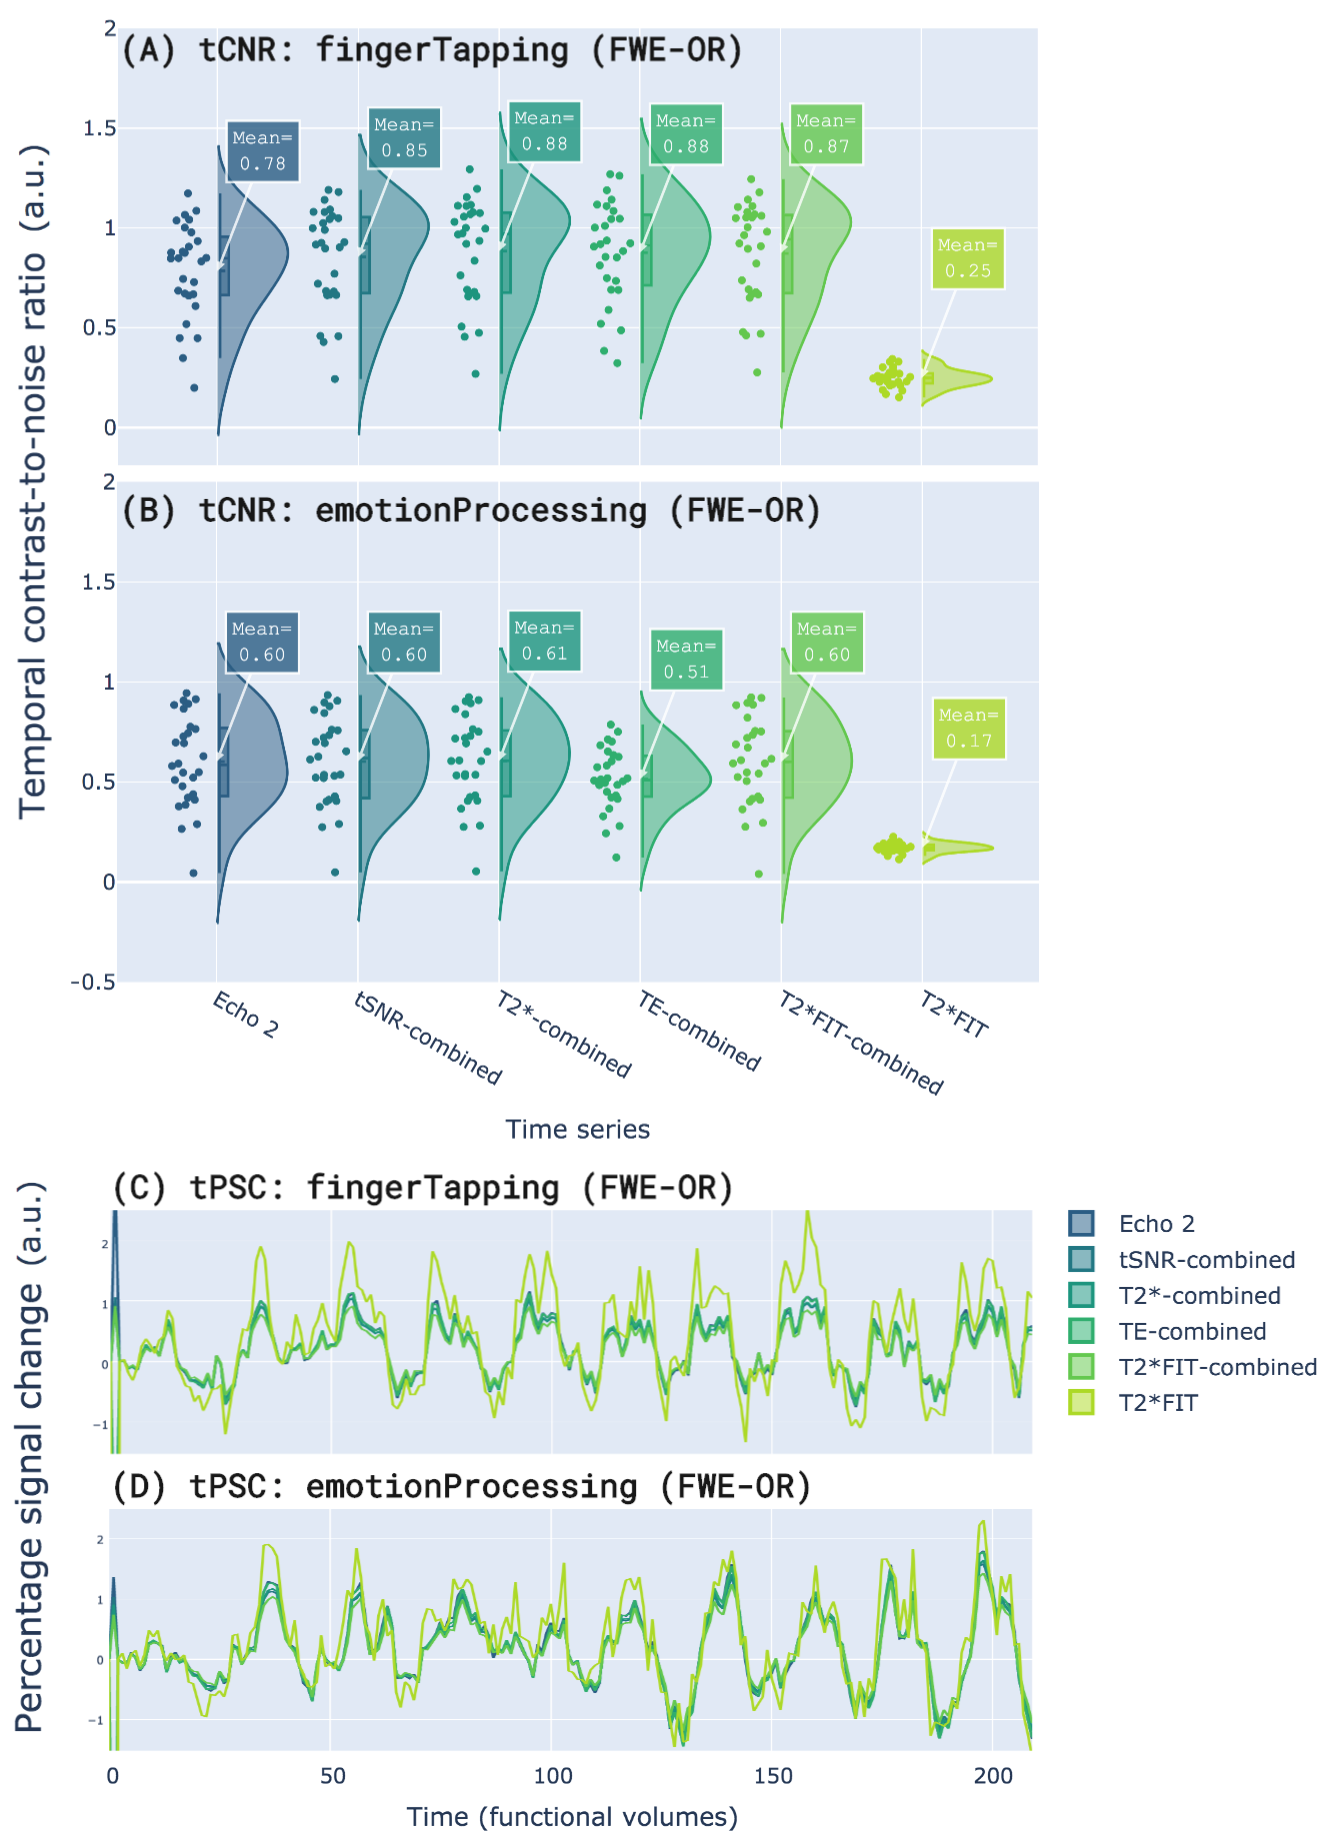 Temporal contrast-to-noise ratio (a.u.)
(A) tCNR: fingerTapping (FWE-OR)
2
1.5
1
0.5
0
Mean=
0.78
Mean=
0.85
Mean=
0.88
Mean=
0.88
Mean=
0.87
Mean=
0.25
(B) tCNR: emotionProcessing (FWE-OR)
2
1.5
1
0.5
0
-0.5
Mean=
0.60
Mean=
0.60
Mean=
0.61
Mean=
0.51
Mean=
0.60
Mean=
0.17
Echo 2
tSNR-combined
T2*-combined
TE-combined
T2*FIT-combined
T2*FIT
Time series
Percentage signal change (a.u.)
(C) tPSC: fingerTapping (FWE-OR)
2
1
0
−1
Echo 2
tSNR-combined
T2*-combined
TE-combined
T2*FIT-combined
T2*FIT
(D) tPSC: emotionProcessing (FWE-OR)
2
1
0
−1
0
50
100
150
200
Time (functional volumes)